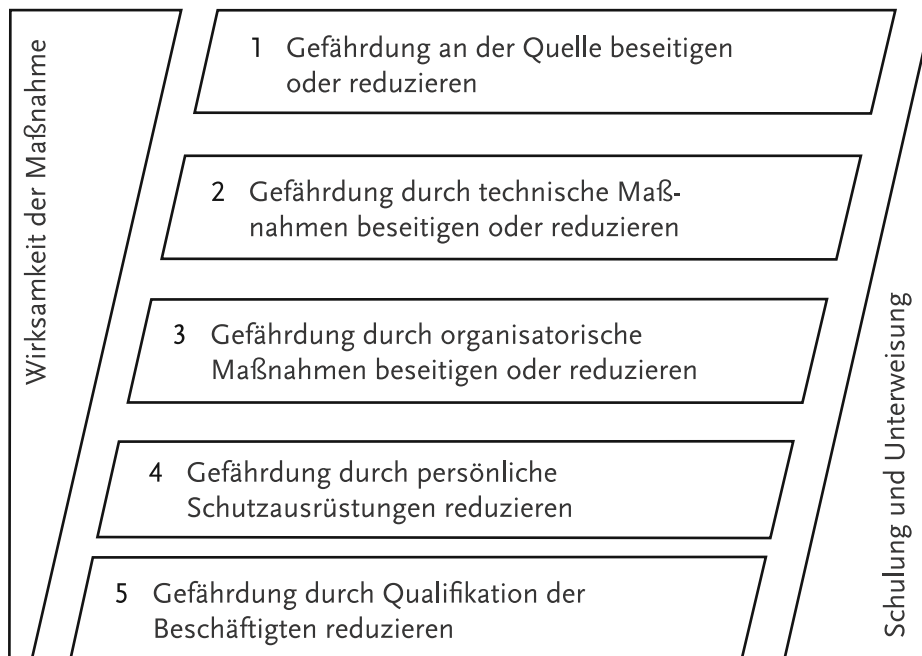 Wirksamkeit der Maßnahme
1 Gefährdung an der Quelle beseitigen
oder reduzieren
2 Gefährdung durch technische Maß-
nahmen beseitigen oder reduzieren
3 Gefährdung durch organisatorische
Maßnahmen beseitigen oder reduzieren
4 Gefährdung durch persönliche
Schutzausrüstungen reduzieren
5 Gefährdung durch Qualifikation der
Beschäftigten reduzieren
Schulung und Unterweisung